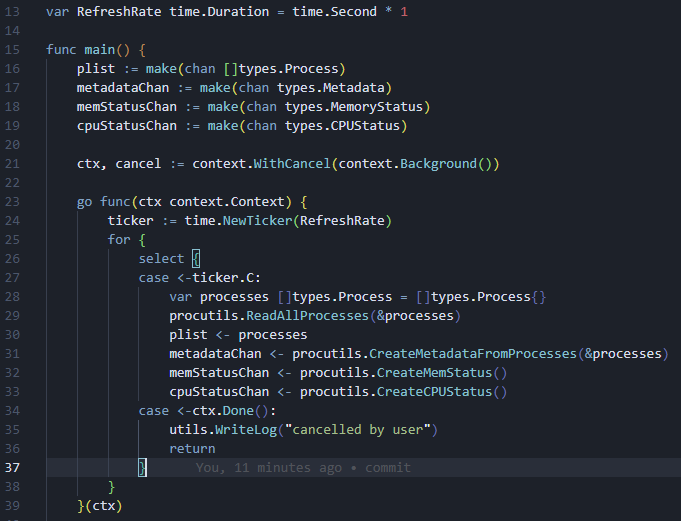 13 var RefreshRate time.Duration = time.Second * 1
14
15 func main() {
16     plist := make(chan []types.Process)
17     metadataChan := make(chan types.Metadata)
18     memStatusChan := make(chan types.MemoryStatus)
19     cpuStatusChan := make(chan types.CPUStatus)
20
21     ctx, cancel := context.WithCancel(context.Background())
22
23     go func(ctx context.Context) {
24         ticker := time.NewTicker(RefreshRate)
25         for {
26             select {
27             case <-ticker.C:
28                 var processes []types.Process = []types.Process{}
29                 procutils.ReadAllProcesses(&processes)
30                 plist <- processes
31                 metadataChan <- procutils.CreateMetadataFromProcesses(&processes)
32                 memStatusChan <- procutils.CreateMemStatus()
33                 cpuStatusChan <- procutils.CreateCPUStatus()
34             case <-ctx.Done():
35                 utils.WriteLog("cancelled by user")
36                 return
37             }     You, 11 minutes ago • commit
38         }
39     }(ctx)